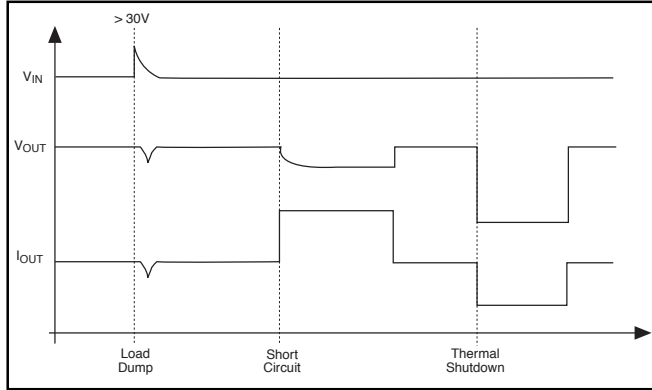 > 30V
VIN
VOUT
IOUT
Load
Dump
Short
Circuit
Thermal
Shutdown